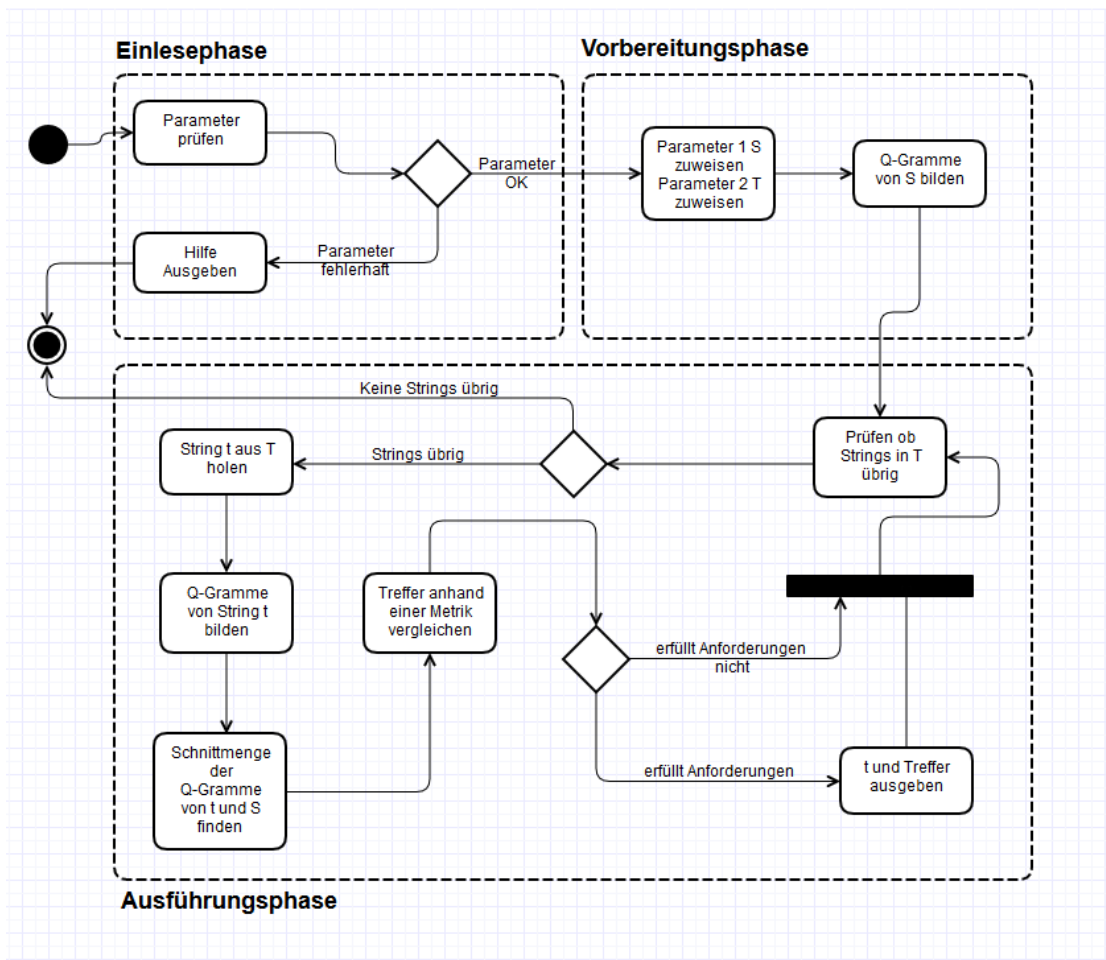 Einlesephase
Vorbereitungsphase
Parameter
prüfen
Parameter
OK
Parameter 1 S
zuweisen
Parameter 2 T
zuweisen
Q-Gramme
von S bilden
Hilfe
Ausgeben
Parameter
fehlerhaft
Keine Strings übrig
String t aus T
holen
Strings übrig
Prüfen ob
Strings in T
übrig
Q-Gramme
von String t
bilden
Treffer anhand
einer Metrik
vergleichen
erfüllt Anforderungen
nicht
Schnittmenge
der
Q-Gramme
von t und S
finden
erfüllt Anforderungen
t und Treffer
ausgeben
Ausführungsphase